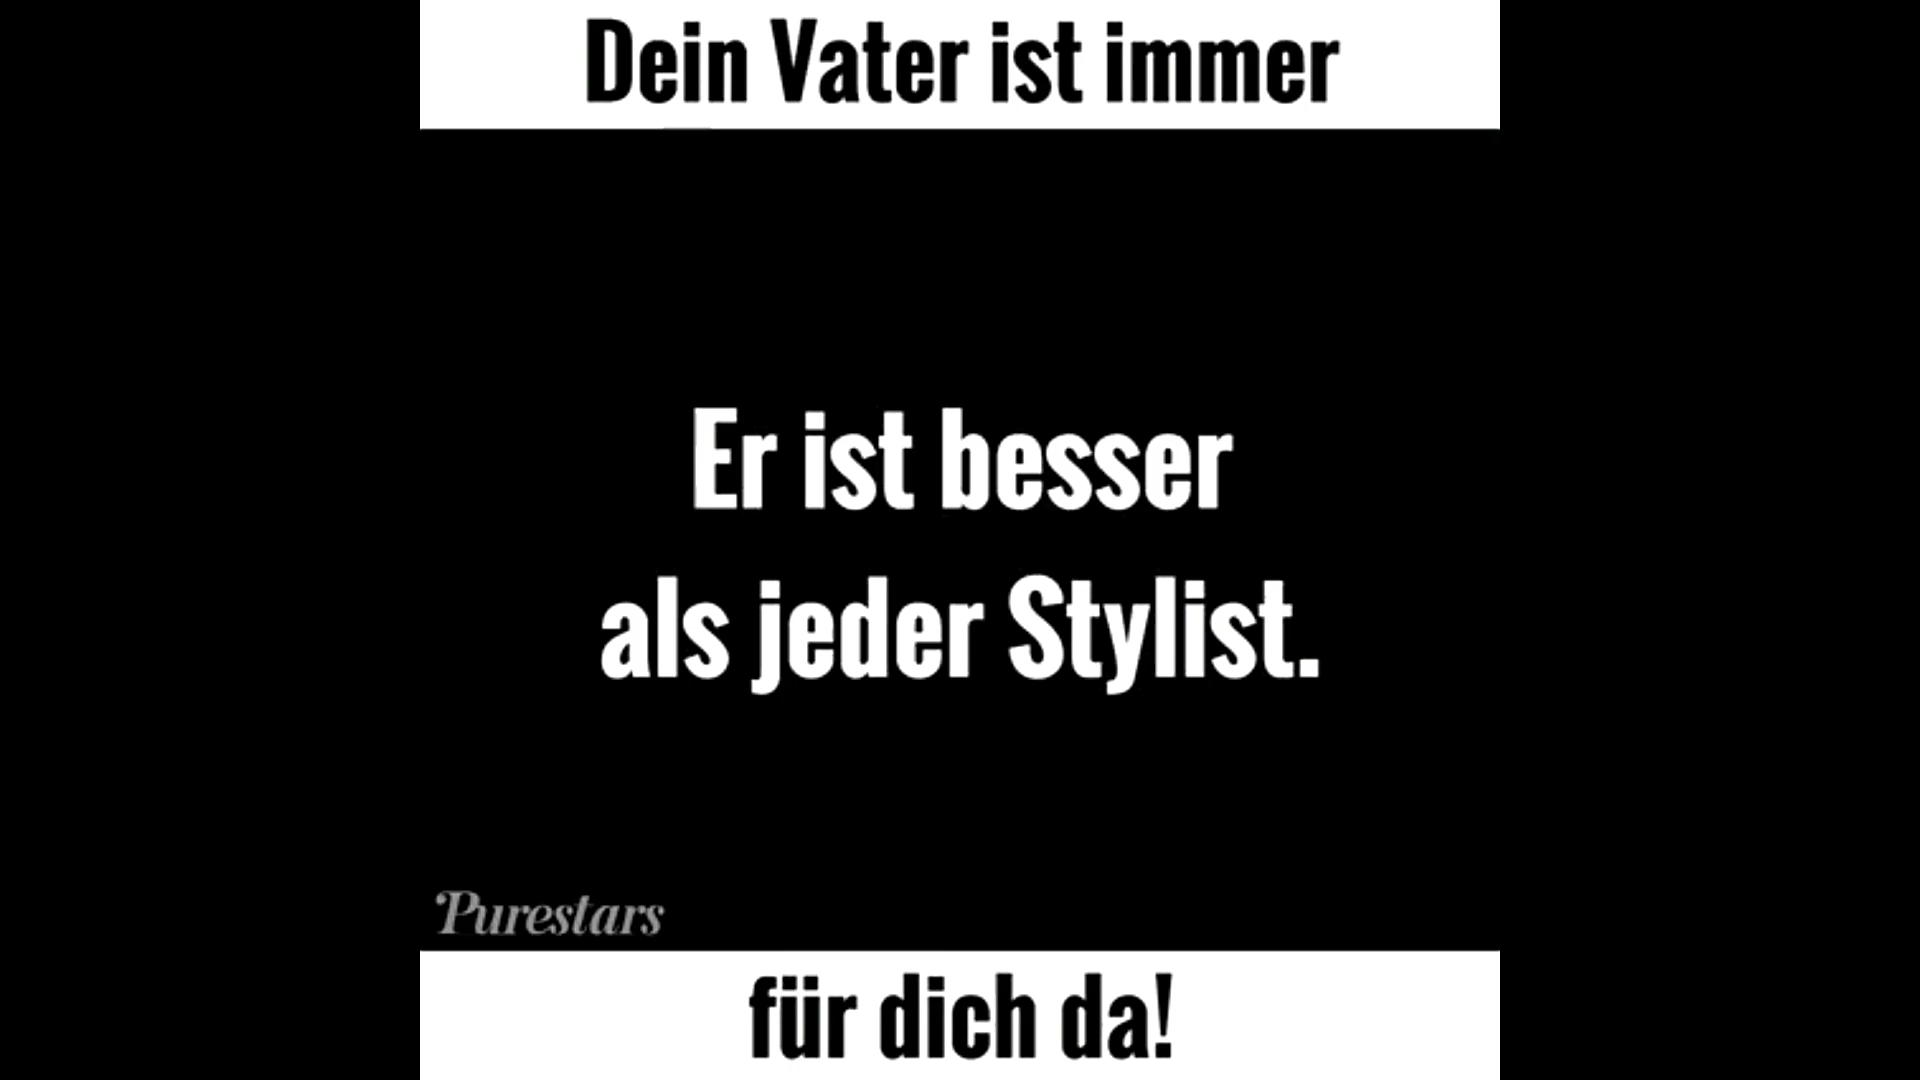 Dein Vater ist immer
Er ist besser
als jeder Stylist.
Purestars
für dich da!